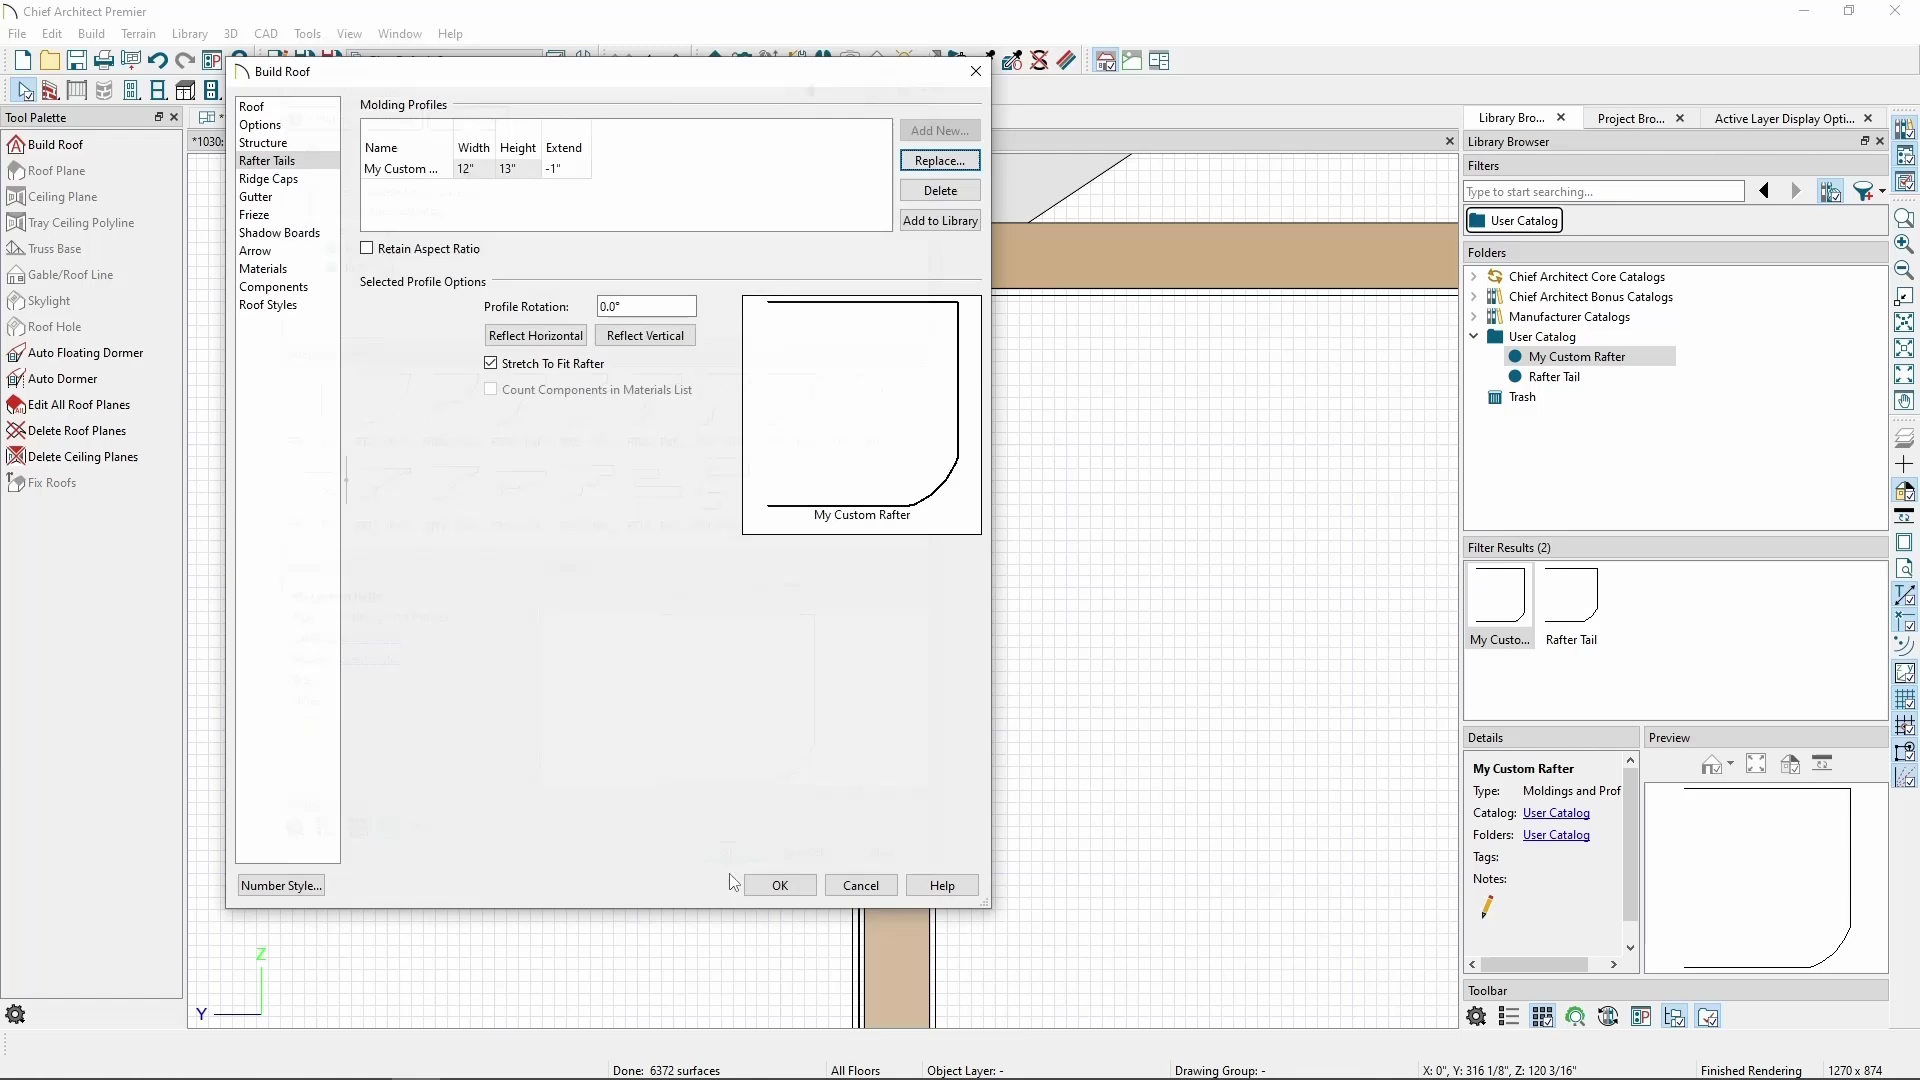 Chief Architect Premier
File Edit Build Terrain Library 3D CAD Tools View Window Help
Build Roof
Tool Palette
Build Roof
Roof Plane
Ceiling Plane
Tray Ceiling Polyline
Truss Base
Gable/Roof Line
Skylight
Roof Hole
Auto Floating Dormer
Auto Dormer
Edit All Roof Planes
Delete Roof Planes
Delete Ceiling Planes
Fix Roofs
*1030:
Roof
Options
Structure
Rafter Tails
Ridge Caps
Gutter
Frieze
Shadow Boards
Arrow
Materials
Components
Roof Styles
Molding Profiles
Name Width Height Extend
My Custom ... 12" 13" -1"
Add New...
Replace...
Delete
Add to Library
Retain Aspect Ratio
Selected Profile Options
Profile Rotation: 0.0°
Reflect Horizontal Reflect Vertical
Stretch To Fit Rafter
Count Components in Materials List
My Custom Rafter
Number Style... OK Cancel Help
Z
Y
Library Bro... Project Bro... Active Layer Display Opti...
Library Browser
Filters
Type to start searching...
User Catalog
Folders
Chief Architect Core Catalogs
Chief Architect Bonus Catalogs
Manufacturer Catalogs
User Catalog
My Custom Rafter
Rafter Tail
Trash
Filter Results (2)
My Custo... Rafter Tail
Details
My Custom Rafter
Type: Moldings and Prof
Catalog: User Catalog
Folders: User Catalog
Tags:
Notes:
Preview
Toolbar
Done: 6372 surfaces All Floors Object Layer: - Drawing Group: - X: 0", Y: 316 1/8", Z: 120 3/16" Finished Rendering 1270 x 874